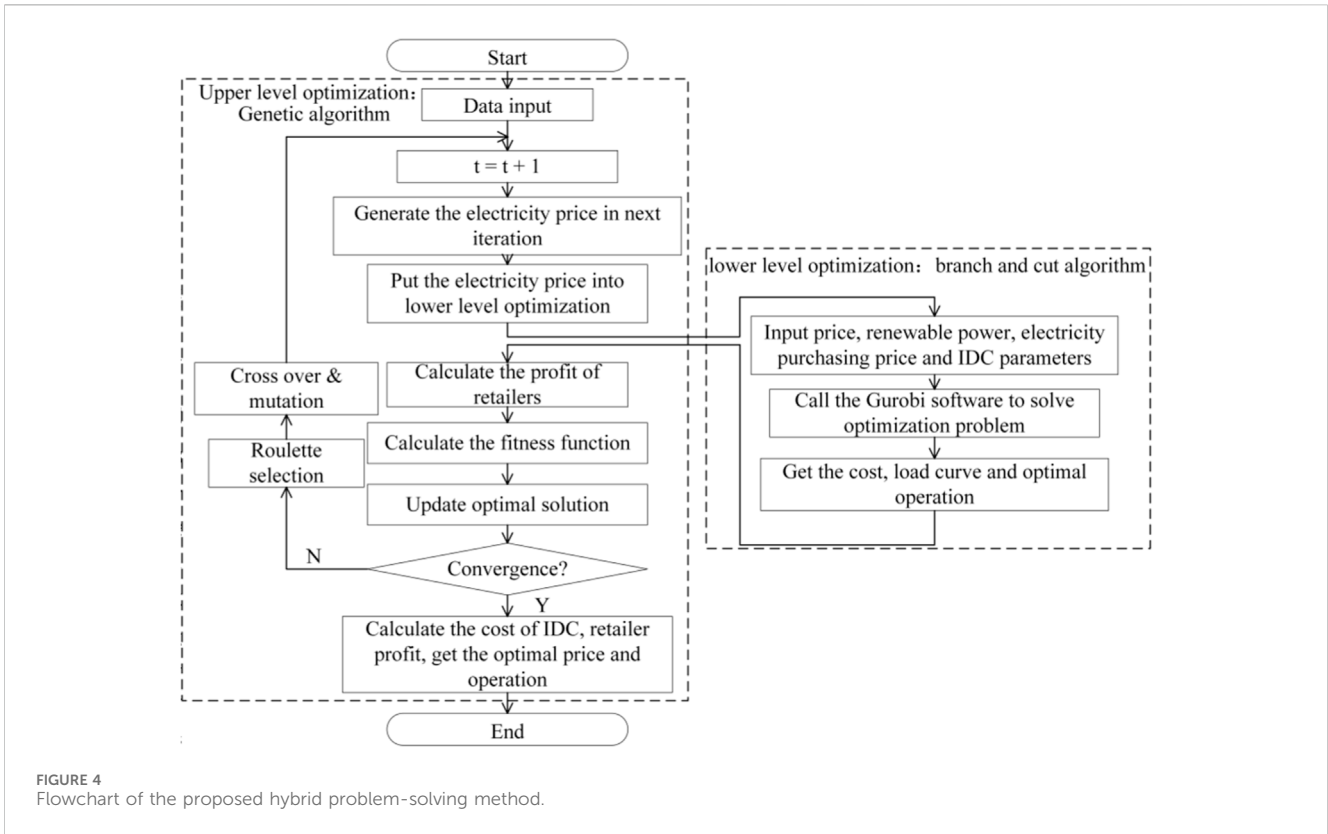 Start
Upper level optimization:
Genetic algorithm
Data input
t = t + 1
Generate the electricity price in next
iteration
Put the electricity price into
lower level optimization
lower level optimization: branch and cut algorithm
Input price, renewable power, electricity
purchasing price and IDC parameters
Call the Gurobi software to solve
optimization problem
Get the cost, load curve and optimal
operation
Calculate the profit of
retailers
Calculate the fitness function
Update optimal solution
Convergence?
N
Roulette
selection
Cross over &
mutation
Y
Calculate the cost of IDC, retailer
profit, get the optimal price and
operation
End
FIGURE 4
Flowchart of the proposed hybrid problem-solving method.